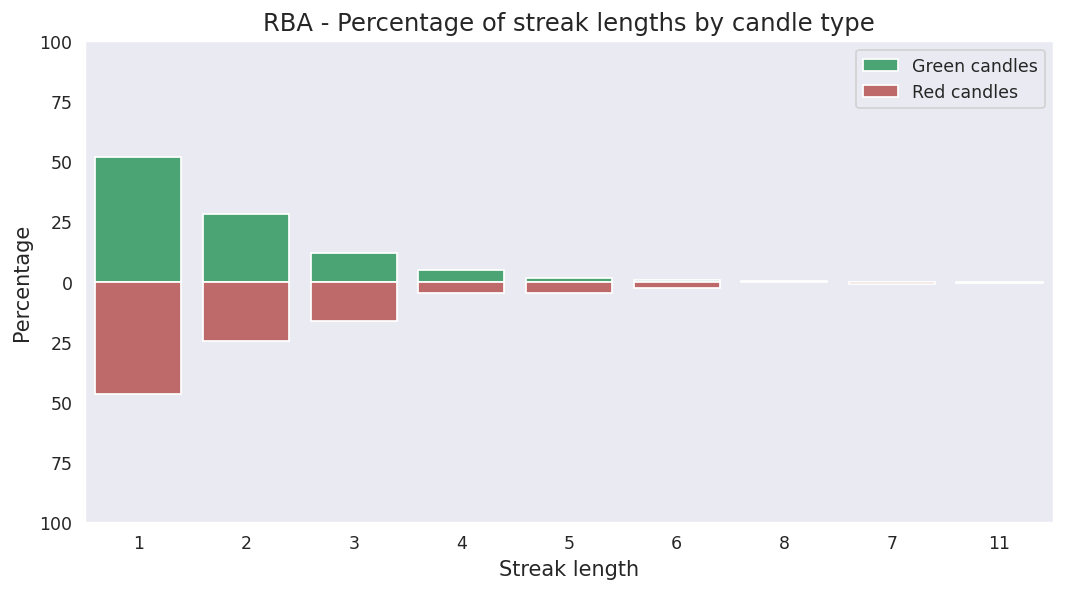 RBA - Percentage of streak lengths by candle type
100
75
50
25
0
25
50
75
100
Percentage
Green candles
Red candles
1 2 3 4 5 6 8 7 11
Streak length